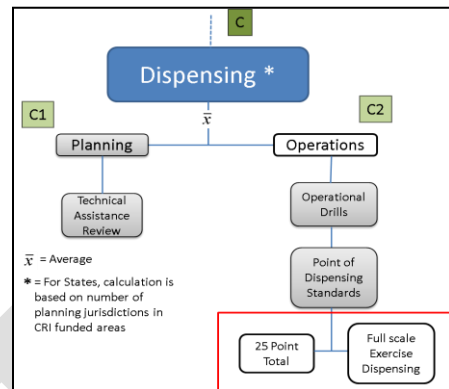 C
Dispensing *
C1
C2
x̄
Planning
Operations
Technical
Assistance
Review
Operational
Drills
x̄ = Average
* = For States, calculation is
based on number of
planning jurisdictions in
CRI funded areas
Point of
Dispensing
Standards
25 Point
Total
Full scale
Exercise
Dispensing